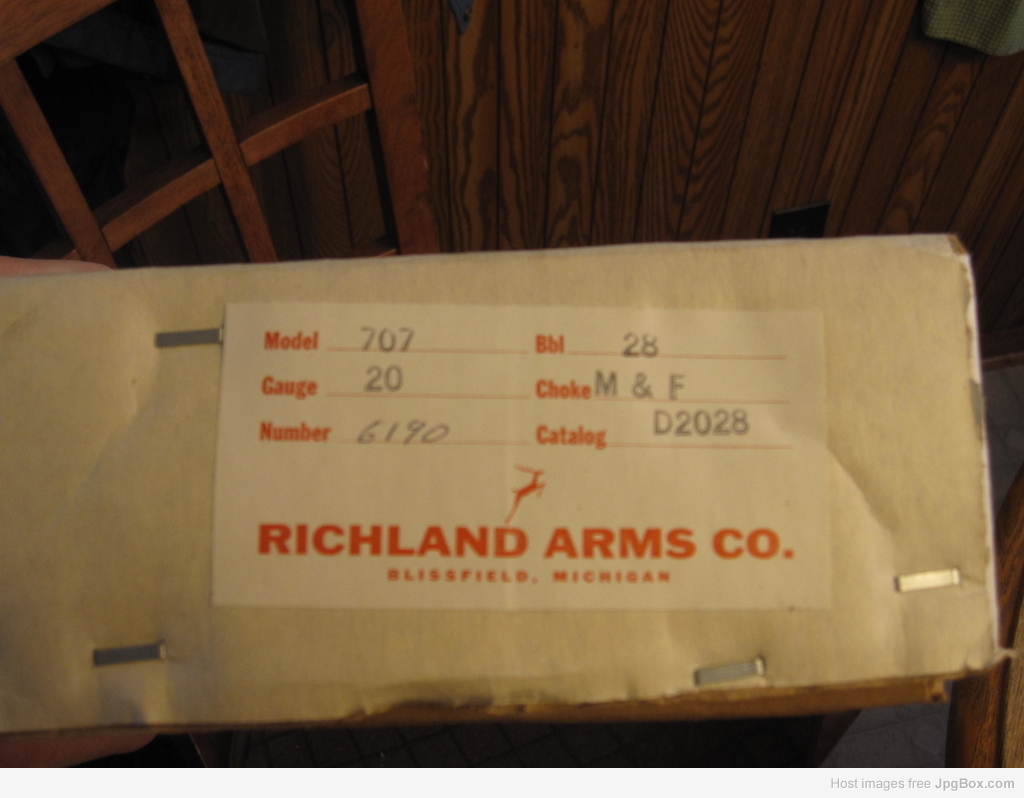 Model 707 Bbl 28
Gauge 20 Choke M & F
Number 6190 Catalog D2028
RICHLAND ARMS CO.
BLISSFIELD, MICHIGAN
Host images free JpgBox.com